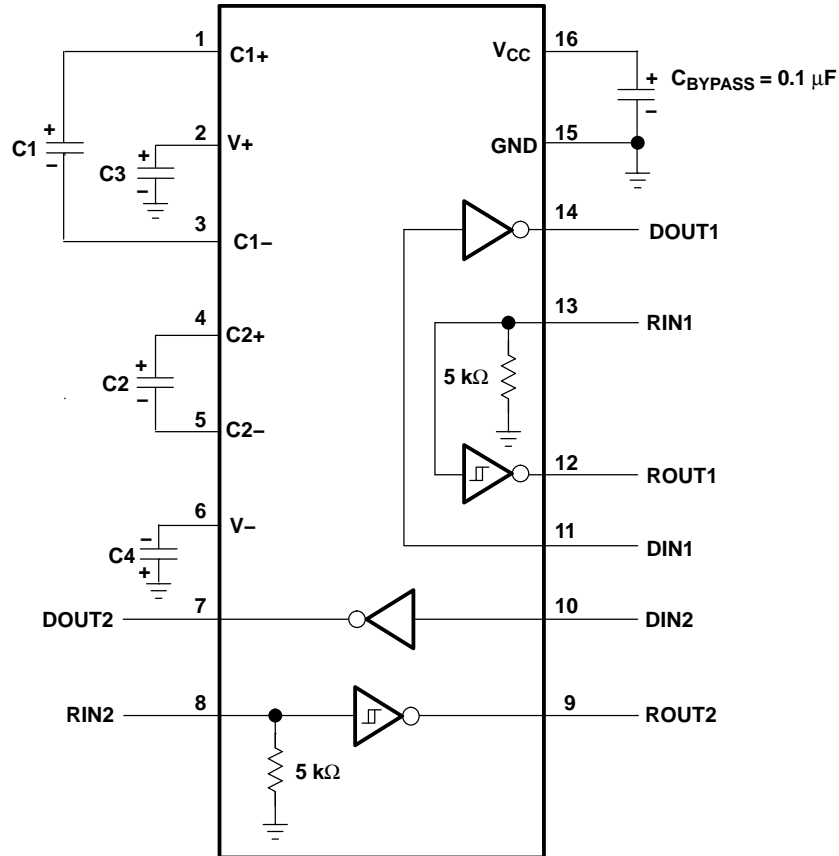 1
C1+
VCC
16
+
CBYPASS = 0.1 μF
−
+
C1
−
2
V+
+
C3
−
15
GND
3
C1−
14
DOUT1
4
C2+
13
RIN1
+
C2
−
5 kΩ
5
C2−
12
ROUT1
6
V−
−
C4
+
11
DIN1
DOUT2
7
10
DIN2
RIN2
8
9
ROUT2
5 kΩ